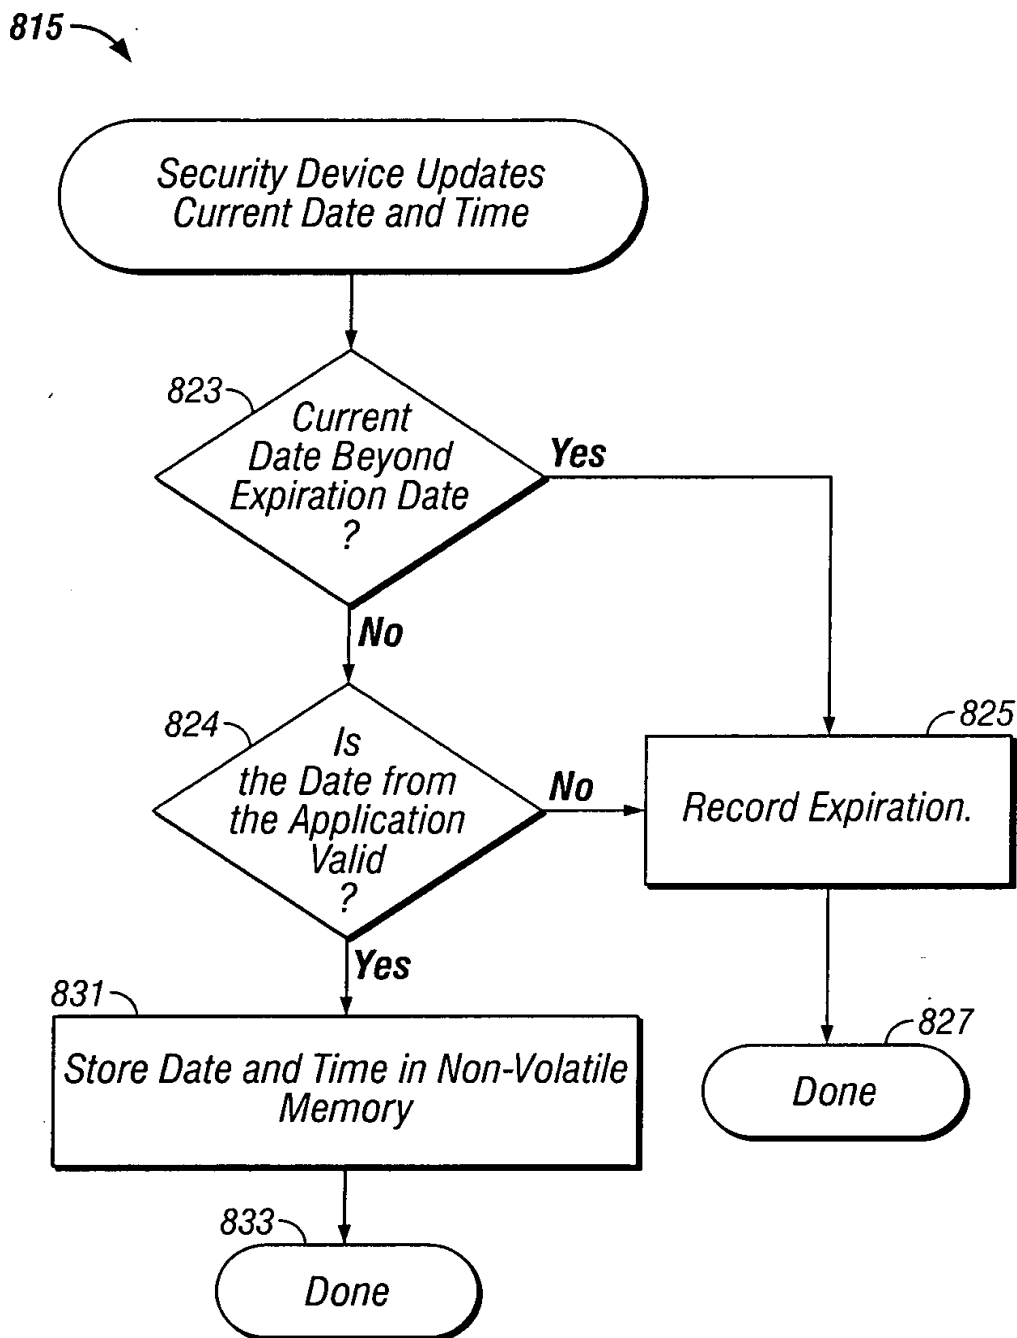 815
Security Device Updates
Current Date and Time
823
Current
Date Beyond
Expiration Date
?
Yes
No
824
Is
the Date from
the Application
Valid
?
No
825
Record Expiration.
Yes
831
Store Date and Time in Non-Volatile
Memory
827
Done
833
Done